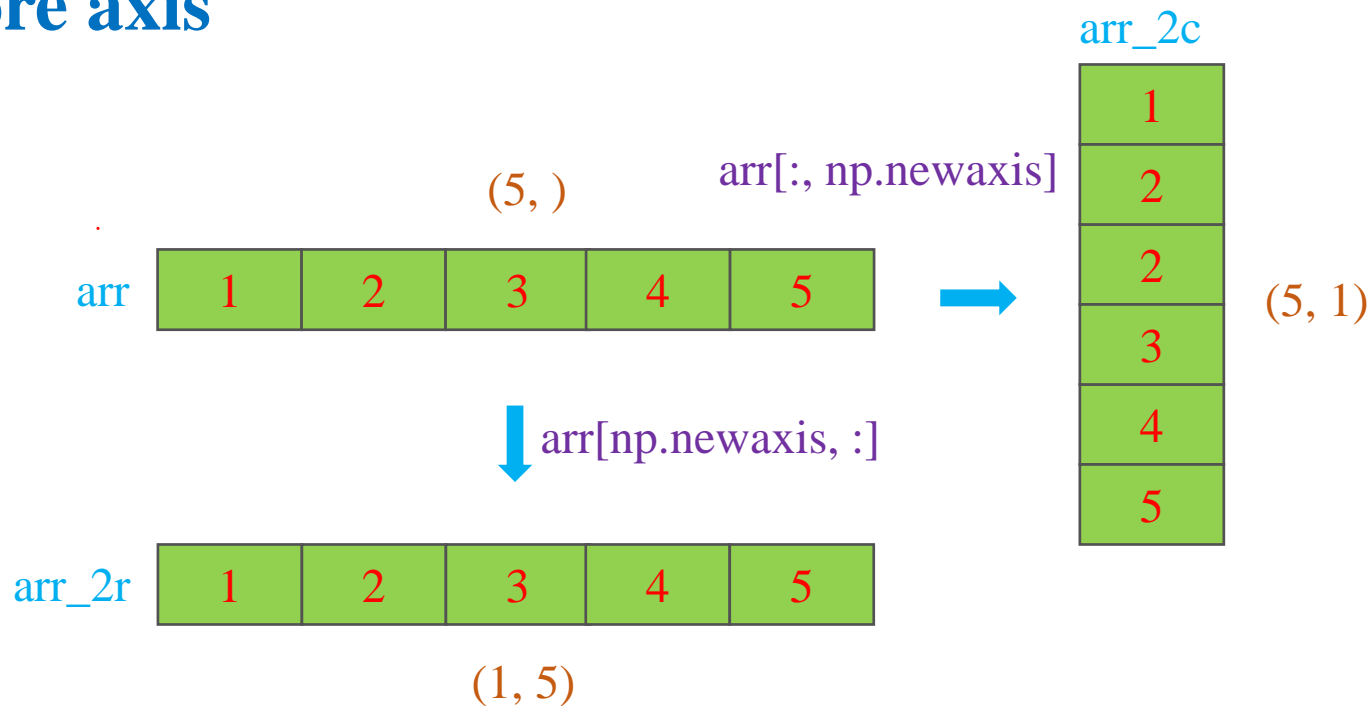 re axis
arr_2c
1
2
2
3
4
5
arr[:, np.newaxis]
(5, 1)
(5, )
arr 1 2 3 4 5
arr[np.newaxis, :]
arr_2r 1 2 3 4 5
(1, 5)